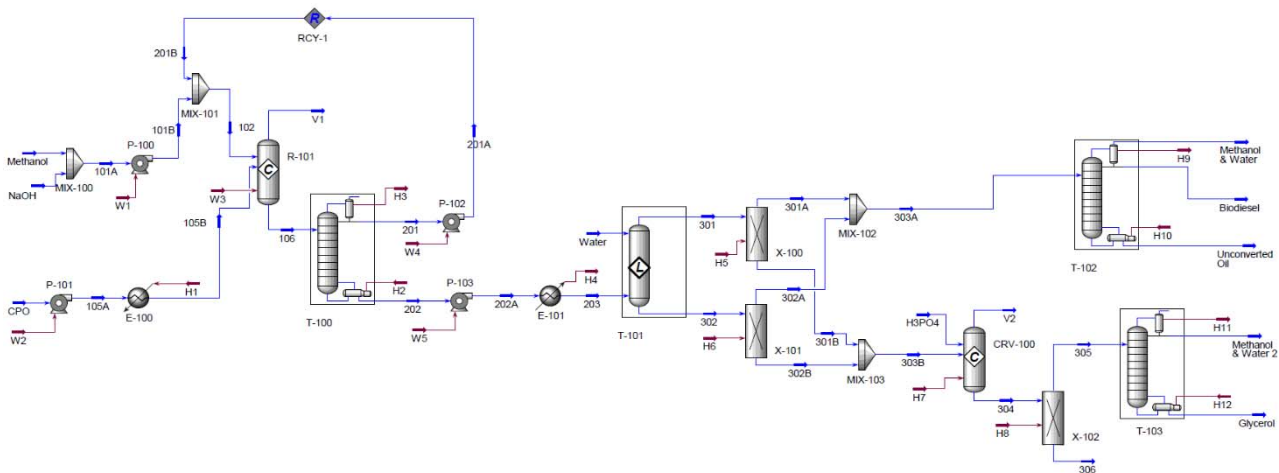 R
RCY-1
201B
MIX-101
101B
102
V1
201A
Methanol
NaOH
MIX-100
101A
P-100
W1
R-101
C
W3
105B
106
H3
201
P-102
W4
T-100
H2
202
CPO
P-101
W2
105A
H1
E-100
P-103
W5
202A
H4
E-101
203
Water
L
T-101
301
302
301A
H5
X-100
302A
H6
X-101
301B
302B
MIX-102
303A
MIX-103
303B
H3PO4
V2
CRV-100
C
H7
304
H8
X-102
305
306
Methanol
& Water
H9
Biodiesel
H10
Unconverted
Oil
T-102
H11
Methanol
& Water 2
H12
Glycerol
T-103